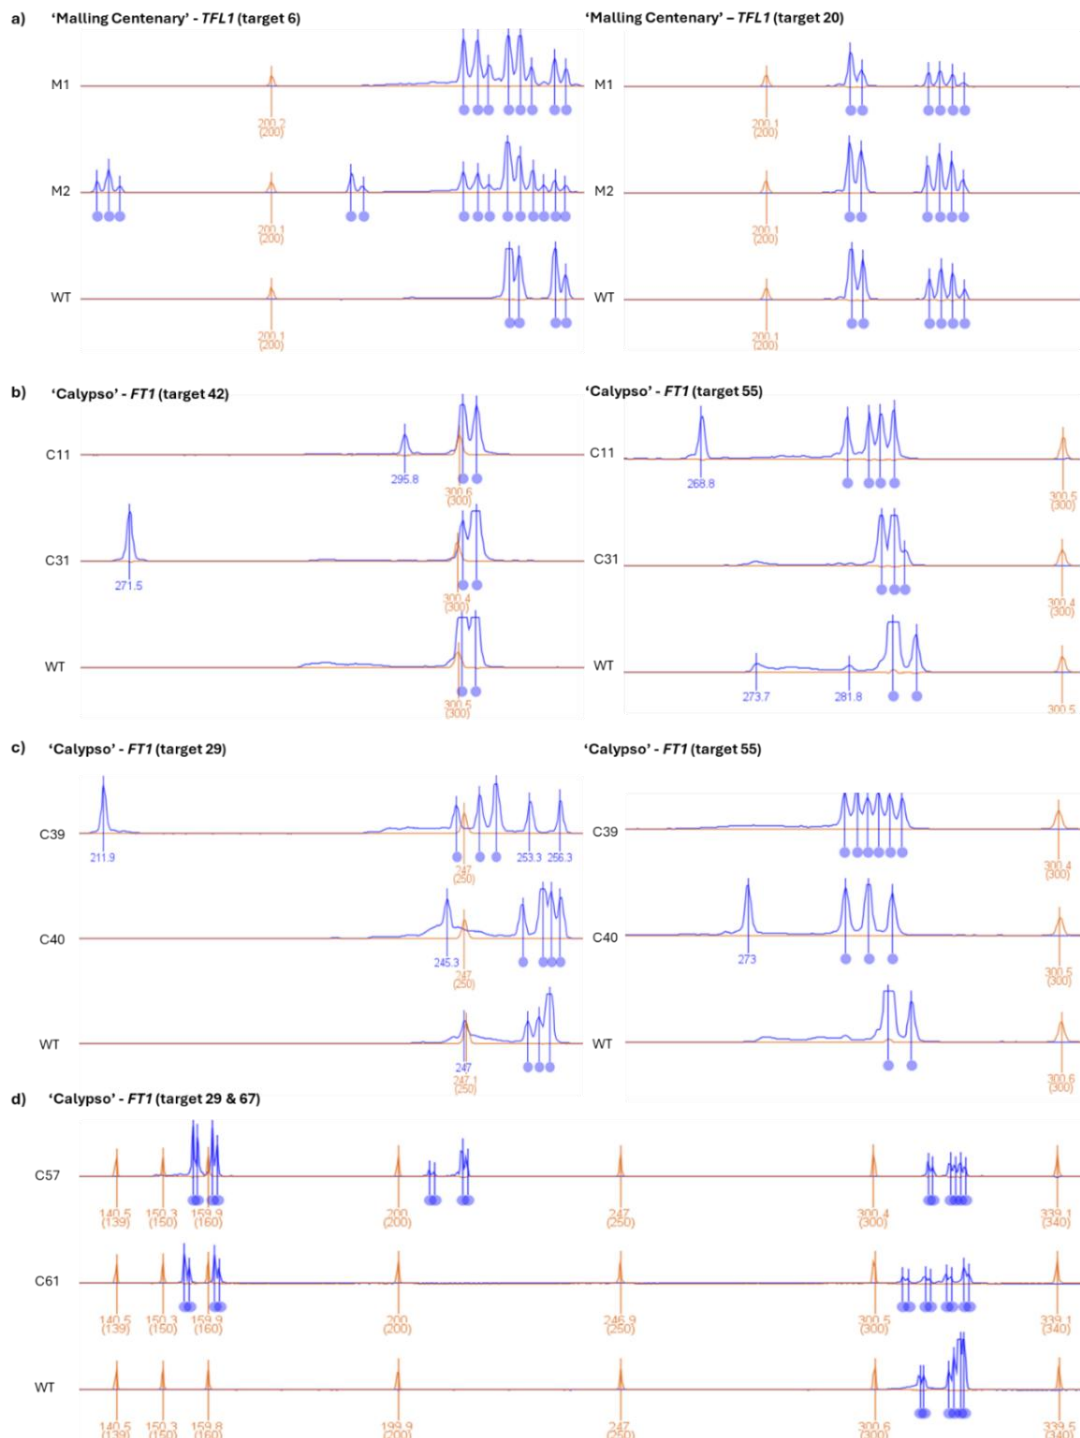 a) ‘Malling Centenary’ - TFL1 (target 6)
‘Malling Centenary’ – TFL1 (target 20)
M1
200.2
(200)
M1
200.1
(200)
M2
200.1
(200)
M2
200.1
(200)
WT
200.1
(200)
WT
200.1
(200)
b) ‘Calypso’ - FT1 (target 42)
‘Calypso’ - FT1 (target 55)
C11
295.8
300.6
(300)
C11
268.8
300.5
(300)
C31
271.5
300.4
(300)
C31
300.4
(300)
WT
300.5
(300)
WT
273.7
281.8
300.5
c) ‘Calypso’ - FT1 (target 29)
‘Calypso’ - FT1 (target 55)
C39
211.9
247
(250)
253.3
256.3
C39
300.4
(300)
C40
245.3
247
(250)
C40
273
300.5
(300)
WT
247
247.1
(250)
WT
300.6
(300)
d) ‘Calypso’ - FT1 (target 29 & 67)
C57
140.5 150.3 159.9 200 247 300.4 339.1
(139) (150) (160) (200) (250) (300) (340)
C61
140.5 150.3 159.9 200 246.9 300.5 339.1
(139) (150) (160) (200) (250) (300) (340)
WT
140.5 150.3 159.8 199.9 247 300.6 339.5
(139) (150) (160) (200) (250) (300) (340)